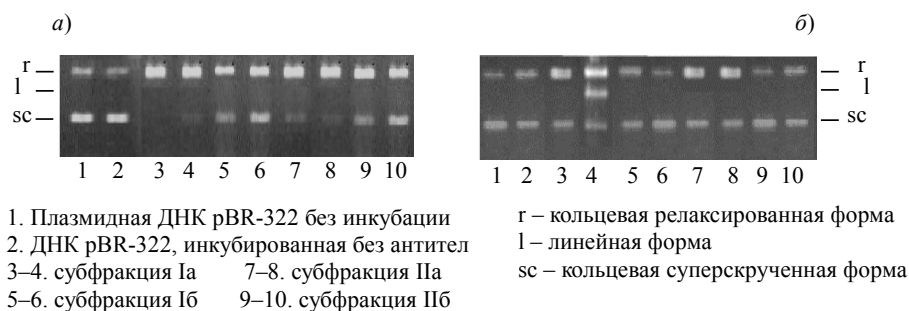 а) б)
r r
l l
sc sc
1 2 3 4 5 6 7 8 9 10 1 2 3 4 5 6 7 8 9 10
1. Плазмидная ДНК pBR-322 без инкубации
2. ДНК pBR-322, инкубированная без антител
3–4. субфракция Iа 7–8. субфракция IIа
5–6. субфракция Iб 9–10. субфракция IIб
r – кольцевая релаксированная форма
l – линейная форма
sc – кольцевая суперскрученная форма